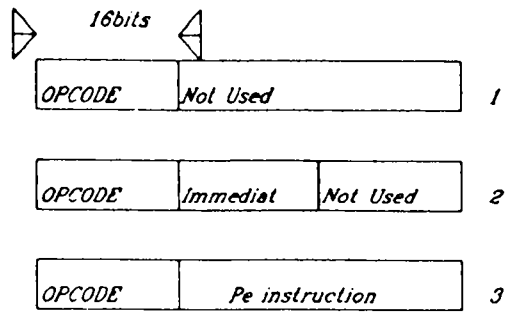 16bits
OPCODE Not Used 1
OPCODE Immediat Not Used 2
OPCODE Pe instruction 3